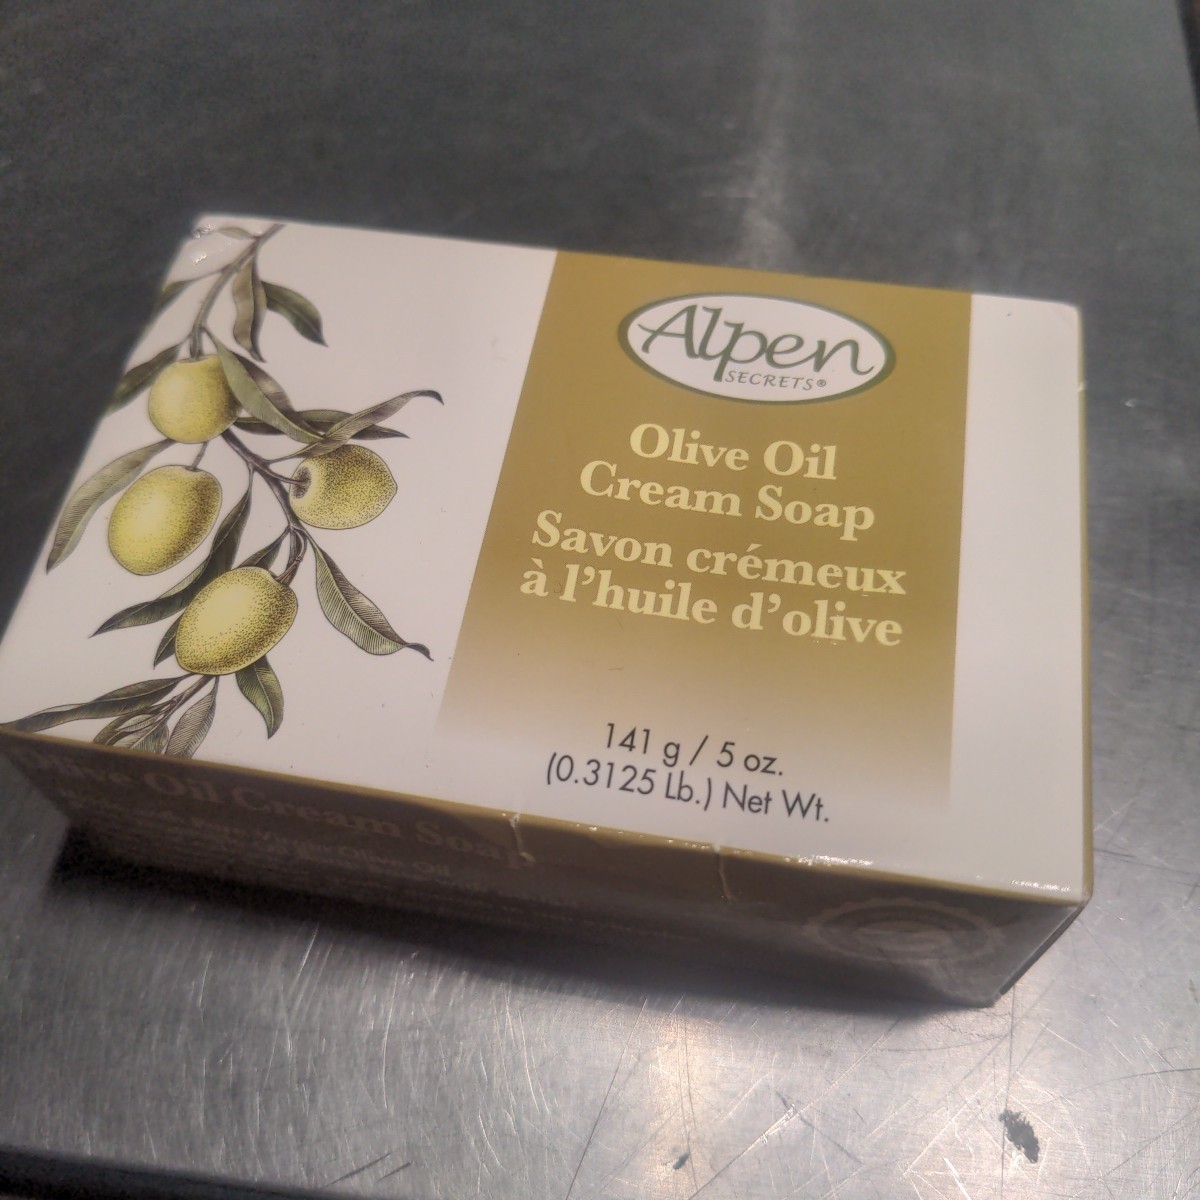 Alpen
SECRETS®
Olive Oil
Cream Soap
Savon crémeux
à l'huile d'olive
141 g / 5 oz.
(0.3125 Lb.) Net Wt.
Olive Oil Cream Soap